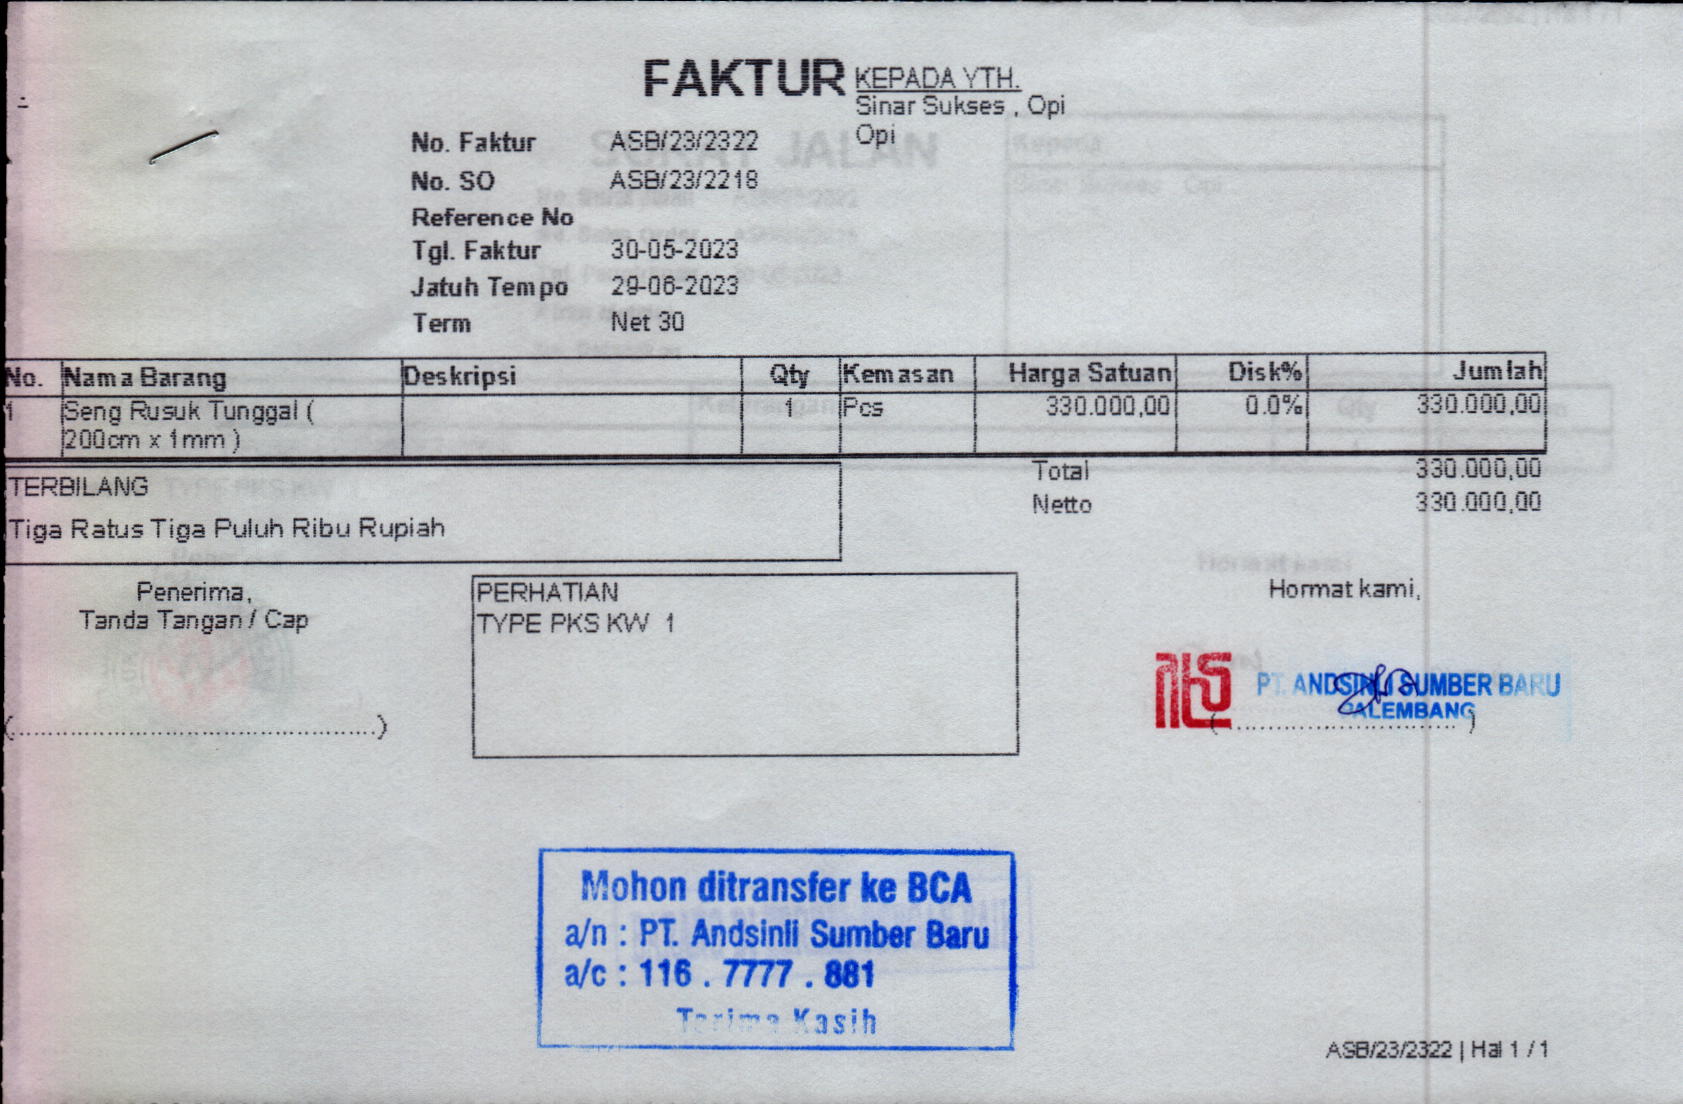 FAKTUR
KEPADA YTH.
Sinar Sukses , Opi
Opi
No. Faktur ASB/23/2322
No. SO ASB/23/2218
Reference No
Tgl. Faktur 30-05-2023
Jatuh Tempo 29-06-2023
Term Net 30
No. Nama Barang Deskripsi Qty Kemasan Harga Satuan Disk% Jumlah
1 Seng Rusuk Tunggal ( 1 Pcs 330.000,00 0.0% 330.000,00
200cm x 1mm )
Total 330.000,00
TERBILANG
Netto 330.000,00
Tiga Ratus Tiga Puluh Ribu Rupiah
Penerima,
Tanda Tangan / Cap
PERHATIAN
TYPE PKS KW 1
Hormat kami,
PT. ANDSINLI SUMBER BARU
PALEMBANG
Mohon ditransfer ke BCA
a/n : PT. Andsinli Sumber Baru
a/c : 116 . 7777 . 881
Terima Kasih
ASB/23/2322 | Hal 1 / 1